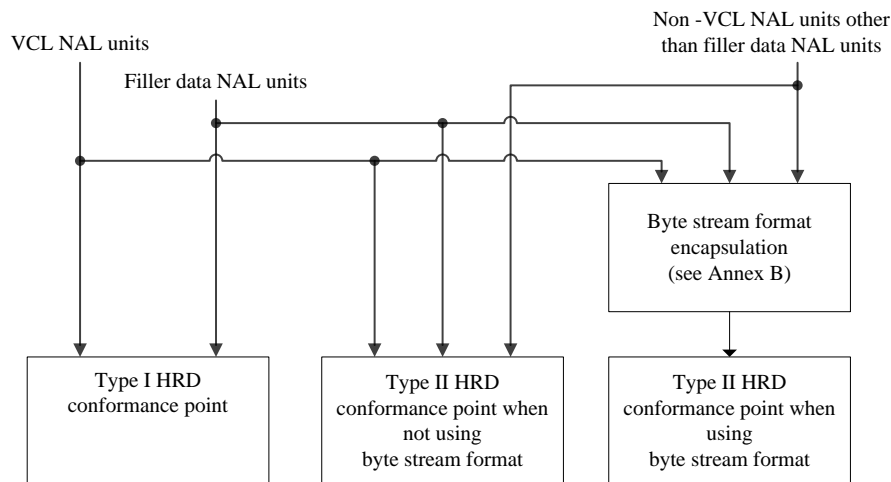 Non -VCL NAL units other
than filler data NAL units
VCL NAL units
Filler data NAL units
Byte stream format
encapsulation
(see Annex B)
Type I HRD
conformance point
Type II HRD
conformance point when
not using
byte stream format
Type II HRD
conformance point when
using
byte stream format